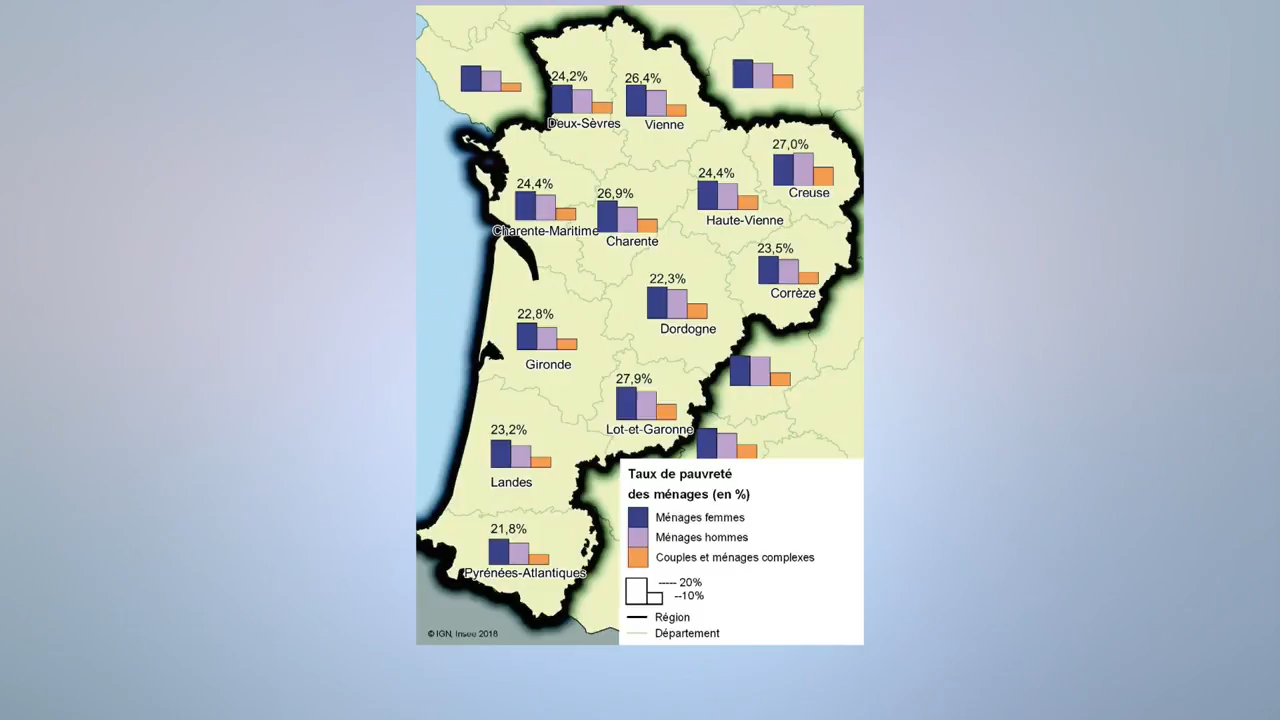 24,2%
26,4%
Deux-Sèvres
Vienne
27,0%
Creuse
24,4%
26,9%
24,4%
Charente-Maritime
Charente
Haute-Vienne
23,5%
Corrèze
22,3%
Dordogne
22,8%
Gironde
27,9%
Lot-et-Garonne
23,2%
Landes
21,8%
Pyrénées-Atlantiques
Taux de pauvreté
des ménages (en %)
Ménages femmes
Ménages hommes
Couples et ménages complexes
----- 20%
--10%
Région
Département
© IGN, Insee 2018